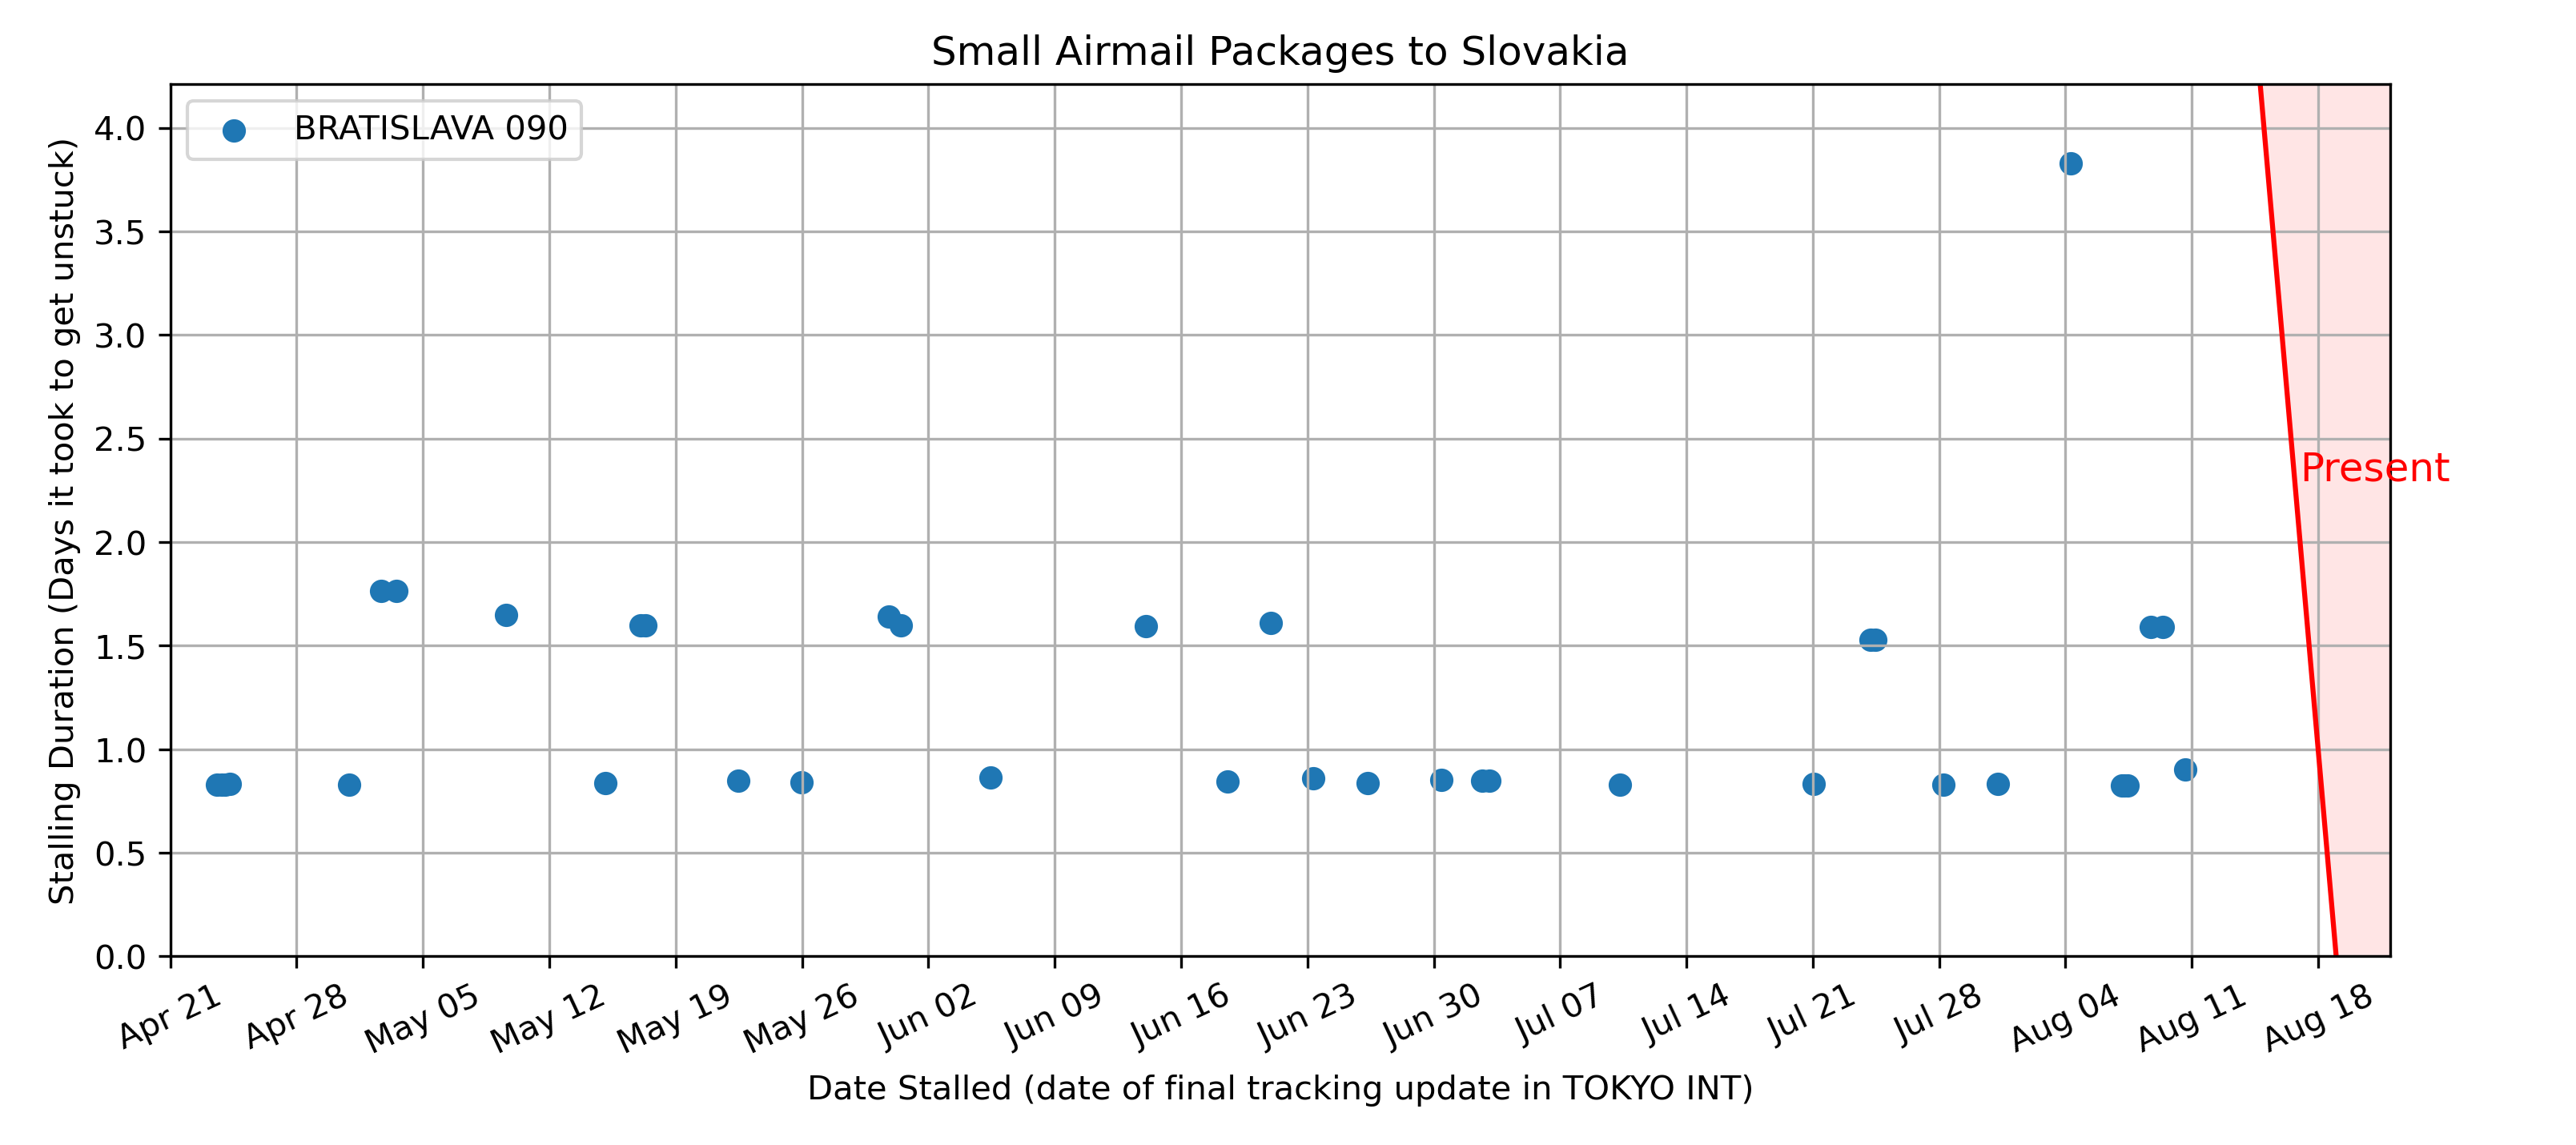 Small Airmail Packages to Slovakia
BRATISLAVA 090
Stalling Duration (Days it took to get unstuck)
4.0
3.5
3.0
2.5
2.0
1.5
1.0
0.5
0.0
Present
Apr 21 Apr 28 May 05 May 12 May 19 May 26 Jun 02 Jun 09 Jun 16 Jun 23 Jun 30 Jul 07 Jul 14 Jul 21 Jul 28 Aug 04 Aug 11 Aug 18
Date Stalled (date of final tracking update in TOKYO INT)